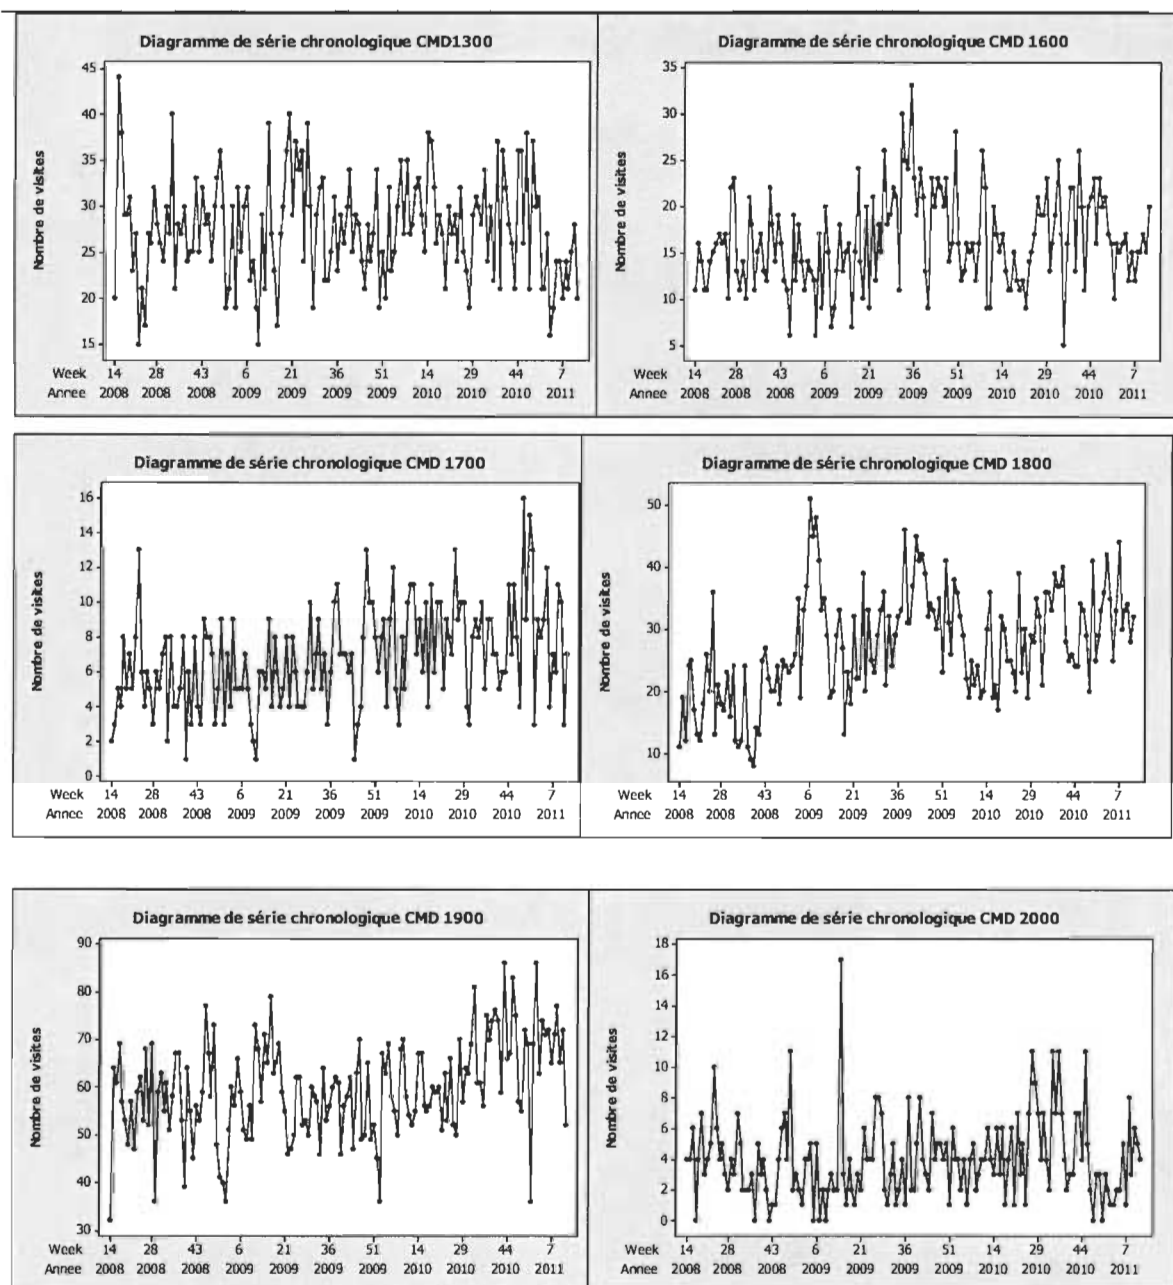 Diagramme de série chronologique CMD1300
Nombre de visites
45
40
35
30
25
20
15
Week 14 28 43 6 21 36 51 14 29 44 7
Annee 2008 2008 2008 2009 2009 2009 2009 2010 2010 2010 2011
Diagramme de série chronologique CMD 1600
Nombre de visites
35
30
25
20
15
10
5
Week 14 28 43 6 21 36 51 14 29 44 7
Annee 2008 2008 2008 2009 2009 2009 2009 2010 2010 2010 2011
Diagramme de série chronologique CMD 1700
Nombre de visites
16
14
12
10
8
6
4
2
0
Week 14 28 43 6 21 36 51 14 29 44 7
Annee 2008 2008 2008 2009 2009 2009 2009 2010 2010 2010 2011
Diagramme de série chronologique CMD 1800
Nombre de visites
50
40
30
20
10
Week 14 28 43 6 21 36 51 14 29 44 7
Annee 2008 2008 2008 2009 2009 2009 2009 2010 2010 2010 2011
Diagramme de série chronologique CMD 1900
Nombre de visites
90
80
70
60
50
40
30
Week 14 28 43 6 21 36 51 14 29 44 7
Annee 2008 2008 2008 2009 2009 2009 2009 2010 2010 2010 2011
Diagramme de série chronologique CMD 2000
Nombre de visites
18
16
14
12
10
8
6
4
2
0
Week 14 28 43 6 21 36 51 14 29 44 7
Annee 2008 2008 2008 2009 2009 2009 2009 2010 2010 2010 2011